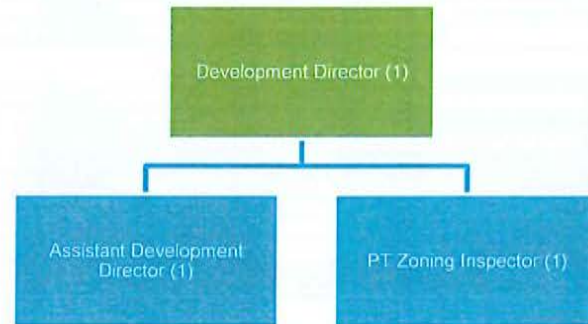 Development Director (1)
Assistant Development
Director (1)
PT Zoning Inspector (1)